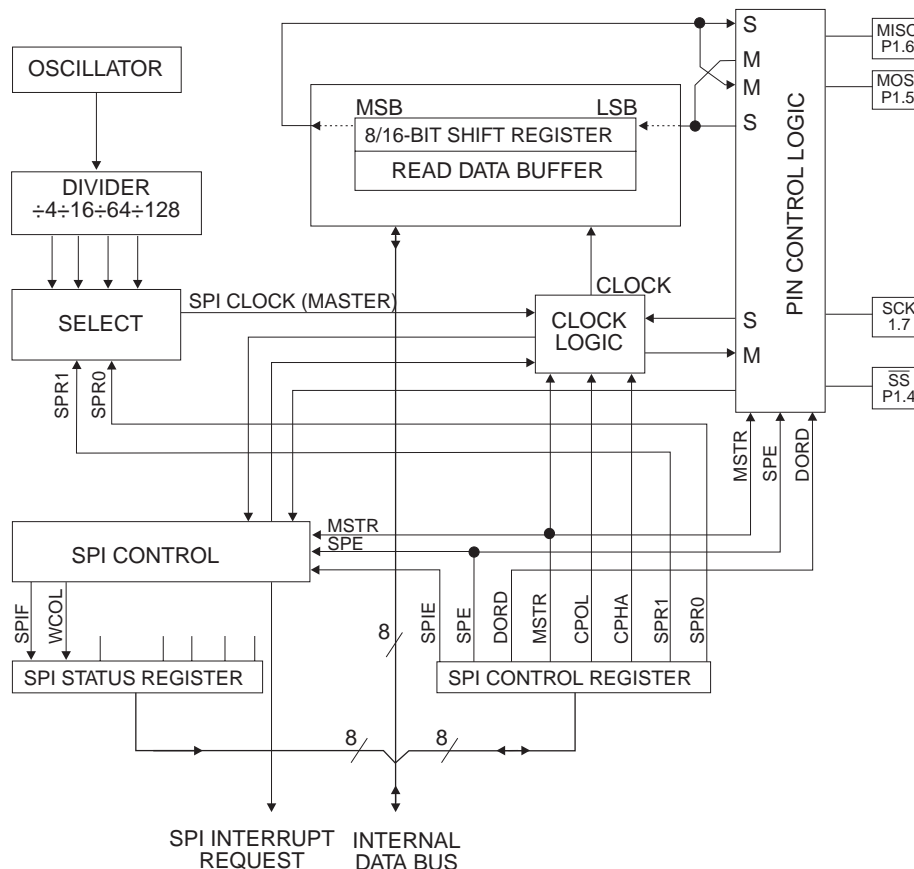 OSCILLATOR
DIVIDER
÷4÷16÷64÷128
SELECT
SPI CLOCK (MASTER)
SPR1
SPR0
MSB
LSB
8/16-BIT SHIFT REGISTER
READ DATA BUFFER
CLOCK
CLOCK
LOGIC
S
M
M
S
S
M
PIN CONTROL LOGIC
MISO
P1.6
MOSI
P1.5
SCK
1.7
SS
P1.4
MSTR
SPE
DORD
SPI CONTROL
MSTR
SPE
SPIF
WCOL
SPI STATUS REGISTER
SPIE
SPE
DORD
MSTR
CPOL
CPHA
SPR1
SPR0
SPI CONTROL REGISTER
8
8
8
SPI INTERRUPT
REQUEST
INTERNAL
DATA BUS